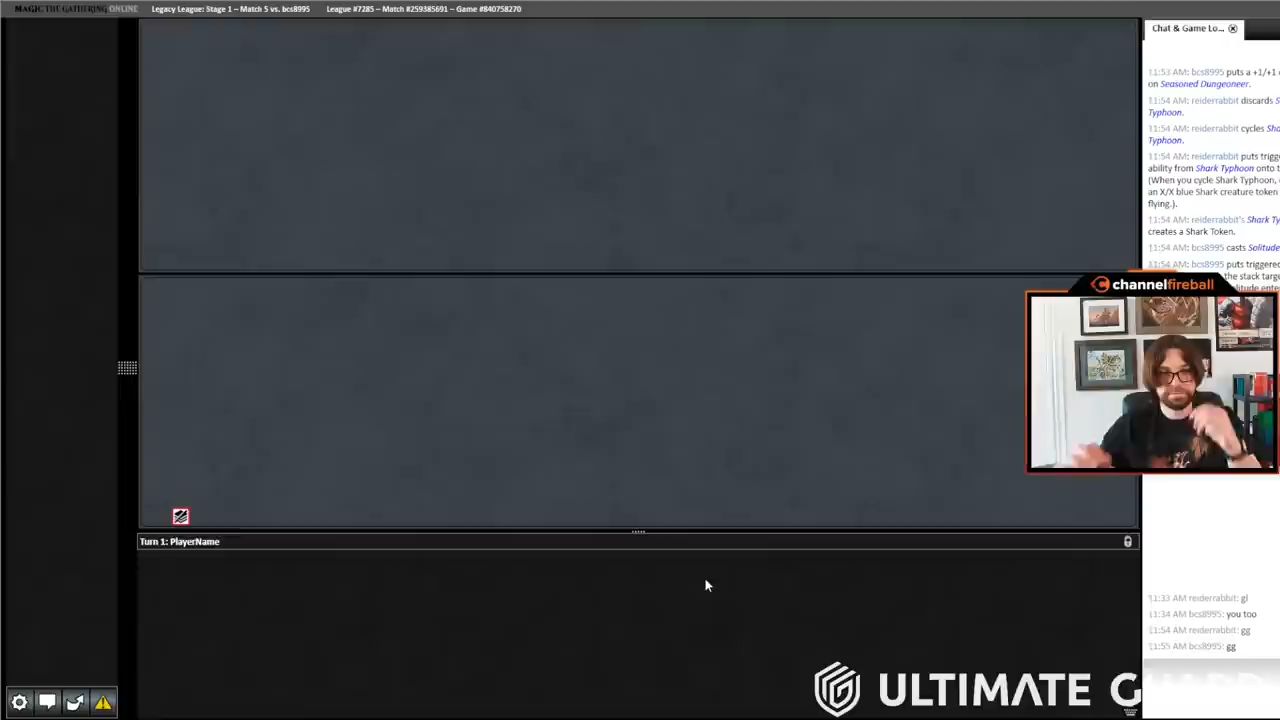 MAGIC THE GATHERING ONLINE
Legacy League: Stage 1 – Match 5 vs. bcs8995
League #7285 – Match #259385691 – Game #840758270
Chat & Game Lo...
11:53 AM: bcs8995 puts a +1/+1
on Seasoned Dungeoneer.
11:54 AM: reiderrabbit discards
Typhoon.
11:54 AM: reiderrabbit cycles
Typhoon.
11:54 AM: reiderrabbit puts
ability from Shark Typhoon onto
(When you cycle Shark Typhoon,
an X/X blue Shark creature token
flying.).
11:54 AM: reiderrabbit's Shark
creates a Shark Token.
11:54 AM: bcs8995 casts Solitude
11:54 AM: bcs8995 puts triggered
the stack
channelfireball
Turn 1: PlayerName
11:33 AM reiderrabbit: gl
11:34 AM bcs8995: you too
11:54 AM reiderrabbit: gg
11:55 AM bcs8995: gg
ULTIMATE